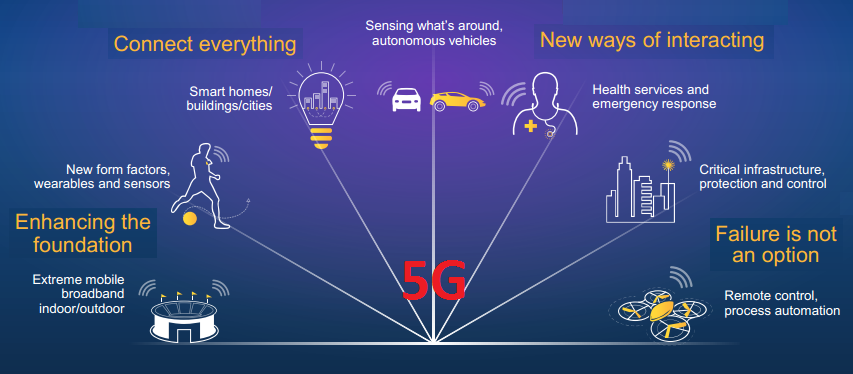 Sensing what's around,
autonomous vehicles
Connect everything
New ways of interacting
Smart homes/
buildings/cities
Health services and
emergency response
New form factors,
wearables and sensors
Critical infrastructure,
protection and control
Enhancing the
foundation
Failure is not
an option
5G
Extreme mobile
broadband
indoor/outdoor
Remote control,
process automation